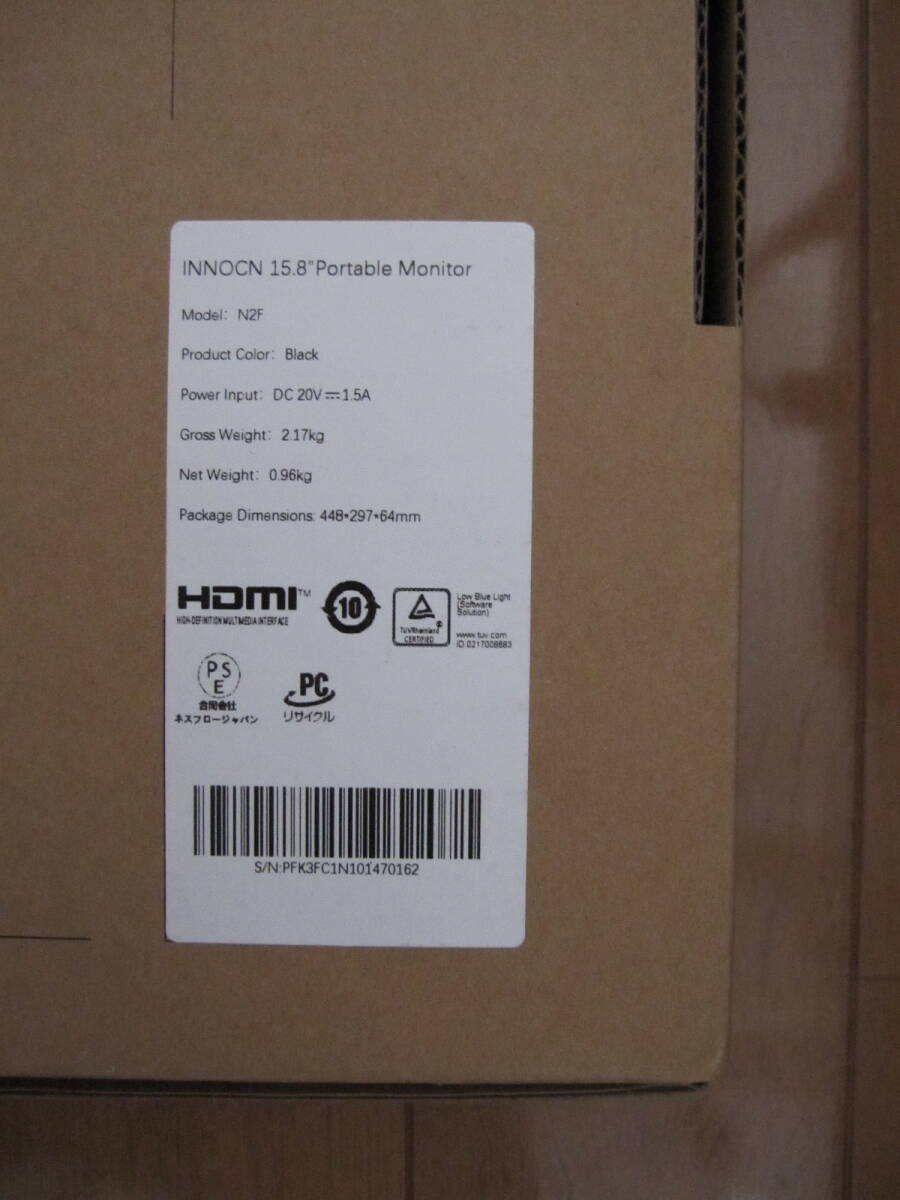 INNOCN 15.8"Portable Monitor
Model: N2F
Product Color: Black
Power Input: DC 20V⎓1.5A
Gross Weight: 2.17kg
Net Weight: 0.96kg
Package Dimensions: 448*297*64mm
HDMI™
HIGH-DEFINITION MULTIMEDIA INTERFACE
10
TÜVRheinland®
CERTIFIED
Low Blue Light
(Software
Solution)
www.tuv.com
ID 0217008883
PS
E
合同会社
ネスフロージャパン
PC
リサイクル
S/N:PFK3FC1N101470162